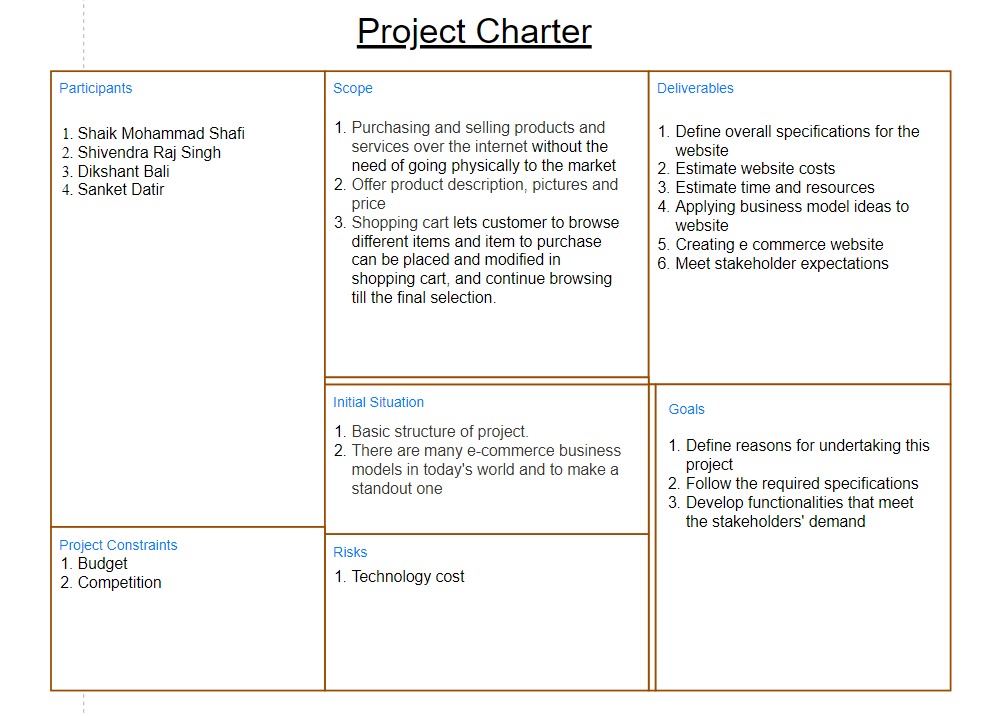 Project Charter
Participants
1. Shaik Mohammad Shafi
2. Shivendra Raj Singh
3. Dikshant Bali
4. Sanket Datir
Scope
1. Purchasing and selling products and
services over the internet without the
need of going physically to the market
2. Offer product description, pictures and
price
3. Shopping cart lets customer to browse
different items and item to purchase
can be placed and modified in
shopping cart, and continue browsing
till the final selection.
Deliverables
1. Define overall specifications for the
website
2. Estimate website costs
3. Estimate time and resources
4. Applying business model ideas to
website
5. Creating e commerce website
6. Meet stakeholder expectations
Initial Situation
1. Basic structure of project.
2. There are many e-commerce business
models in today's world and to make a
standout one
Goals
1. Define reasons for undertaking this
project
2. Follow the required specifications
3. Develop functionalities that meet
the stakeholders' demand
Project Constraints
1. Budget
2. Competition
Risks
1. Technology cost